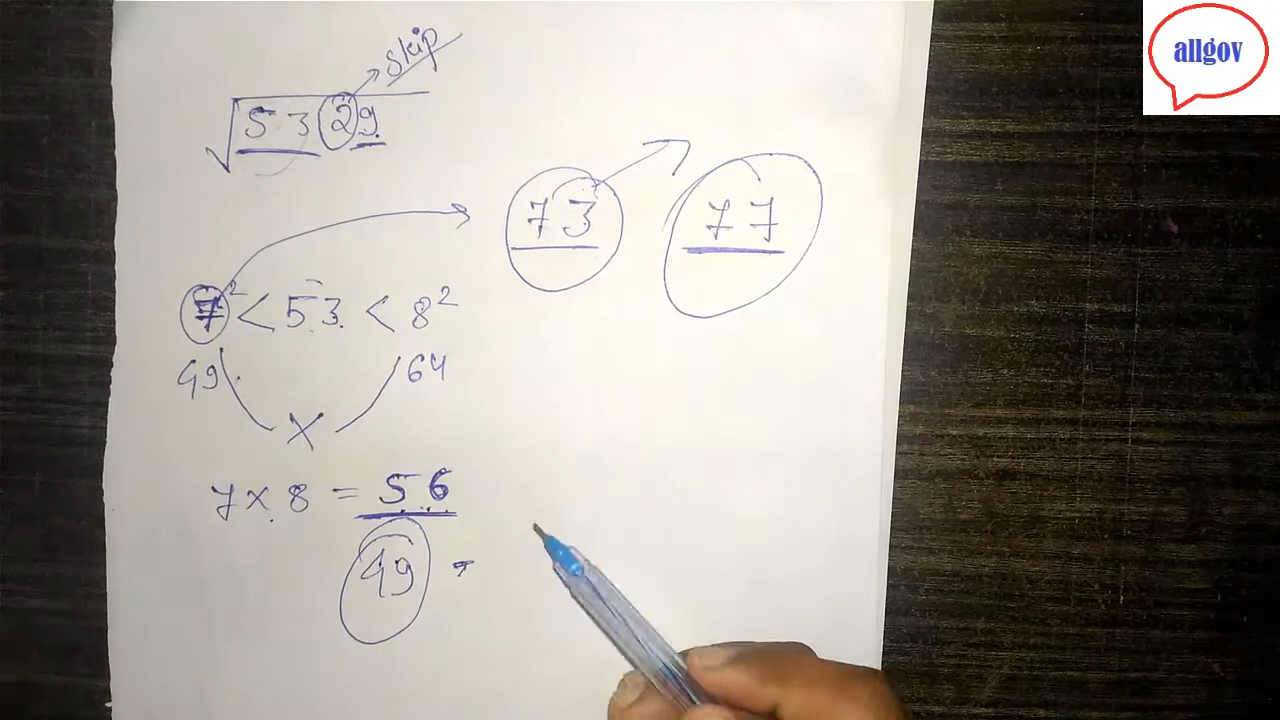 allgov
skip
√5329
73 77
7² < 53 < 8²
49 64
x
7 x 8 = 56
49